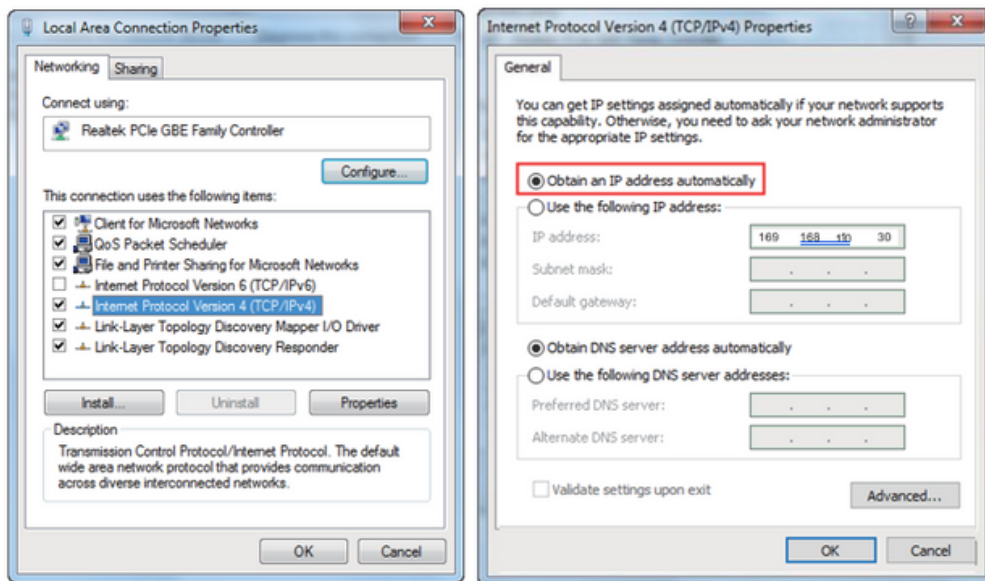 Local Area Connection Properties
Networking
Sharing
Connect using:
Realtek PCIe GBE Family Controller
Configure...
This connection uses the following items:
Client for Microsoft Networks
QoS Packet Scheduler
File and Printer Sharing for Microsoft Networks
Internet Protocol Version 6 (TCP/IPv6)
Internet Protocol Version 4 (TCP/IPv4)
Link-Layer Topology Discovery Mapper I/O Driver
Link-Layer Topology Discovery Responder
Install...
Uninstall
Properties
Description
Transmission Control Protocol/Internet Protocol. The default
wide area network protocol that provides communication
across diverse interconnected networks.
OK
Cancel
Internet Protocol Version 4 (TCP/IPv4) Properties
General
You can get IP settings assigned automatically if your network supports
this capability. Otherwise, you need to ask your network administrator
for the appropriate IP settings.
Obtain an IP address automatically
Use the following IP address:
IP address: 169 168 110 30
Subnet mask: . . .
Default gateway: . . .
Obtain DNS server address automatically
Use the following DNS server addresses:
Preferred DNS server: . . .
Alternate DNS server: . . .
Validate settings upon exit
Advanced...
OK
Cancel